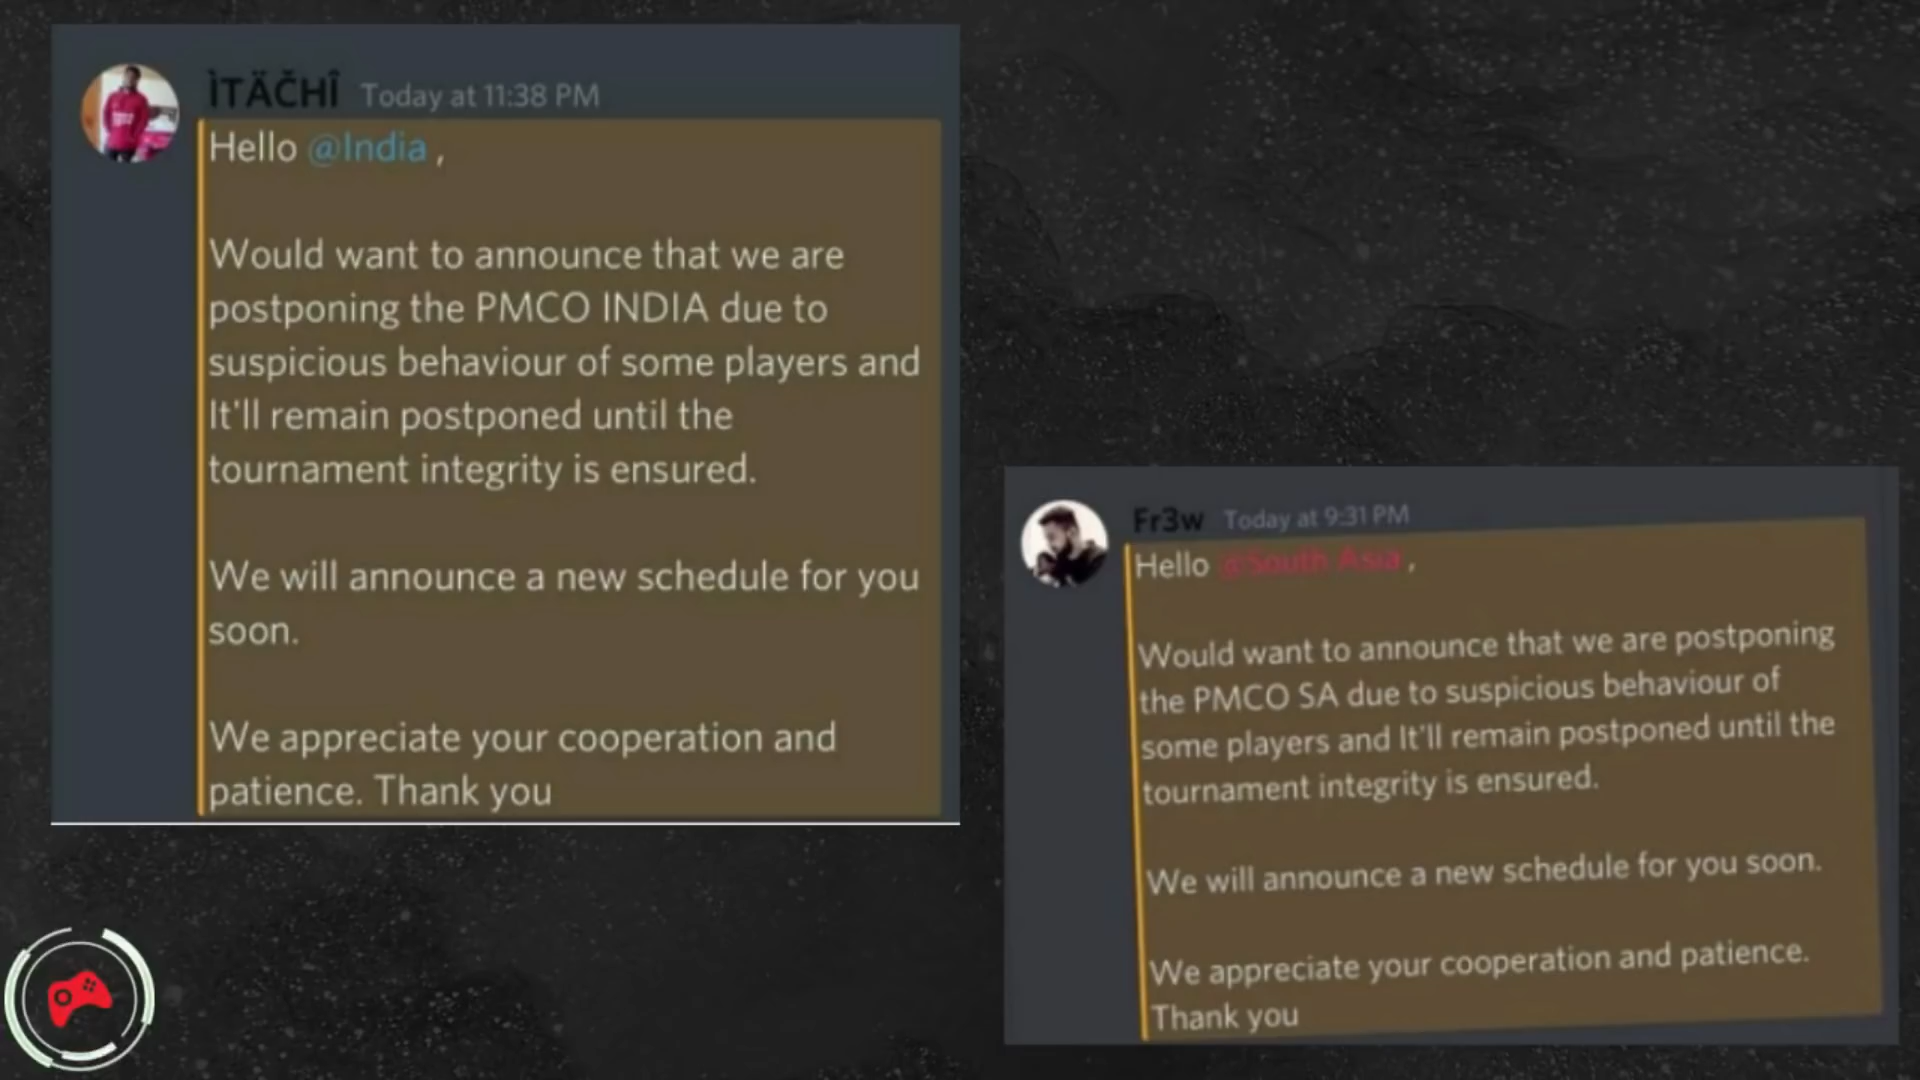 ÌTÄČHÎ Today at 11:38 PM
Hello @India ,
Would want to announce that we are
postponing the PMCO INDIA due to
suspicious behaviour of some players and
It'll remain postponed until the
tournament integrity is ensured.
We will announce a new schedule for you
soon.
We appreciate your cooperation and
patience. Thank you
Fr3w Today at 9:31 PM
Hello @South Asia ,
Would want to announce that we are postponing
the PMCO SA due to suspicious behaviour of
some players and It'll remain postponed until the
tournament integrity is ensured.
We will announce a new schedule for you soon.
We appreciate your cooperation and patience.
Thank you